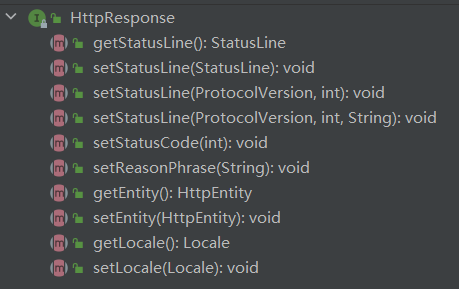 HttpResponse
getStatusLine(): StatusLine
setStatusLine(StatusLine): void
setStatusLine(ProtocolVersion, int): void
setStatusLine(ProtocolVersion, int, String): void
setStatusCode(int): void
setReasonPhrase(String): void
getEntity(): HttpEntity
setEntity(HttpEntity): void
getLocale(): Locale
setLocale(Locale): void